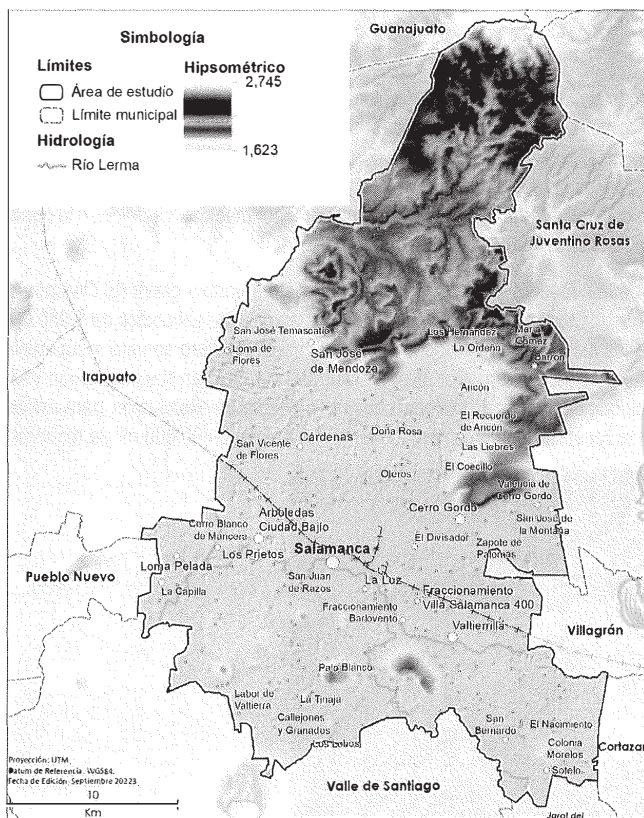 Simbología
Límites
Área de estudio
Límite municipal
Hidrología
Río Lerma
Hipsométrico
2,745
1,623
Guanajuato
Santa Cruz de
Juventino Rosas
Irapuato
San José Temascatío
Loma de
Flores
San José
de Mendoza
Los Hernández
La Ordeña
María
Gámez
Barrón
Ancón
El Recuerdo
de Ancón
Las Liebres
Doña Rosa
Cárdenas
San Vicente
de Flores
Oteros
El Coecillo
Valencia de
Cerro Gordo
Cerro Gordo
San José de
la Montaña
Arboledas
Ciudad Bajío
Cerro Blanco
de Mancera
Los Prietos
Salamanca
El Divisador
Zapote de
Palomas
Loma Pelada
La Capilla
Pueblo Nuevo
San Juan
de Razos
La Luz
Fraccionamiento
Villa Salamanca 400
Fraccionamiento
Barlovento
Valtierrilla
Villagrán
Palo Blanco
Labor de
Valtierra
La Tinaja
Callejones
y Granados
Los Lobos
San
Bernardo
El Nacimiento
Colonia
Morelos
Sotelo
Cortazar
Valle de Santiago
Jaral del
Proyección: UTM
Datum de Referencia: WGS84.
Fecha de Edición: Septiembre 20223
10
Km